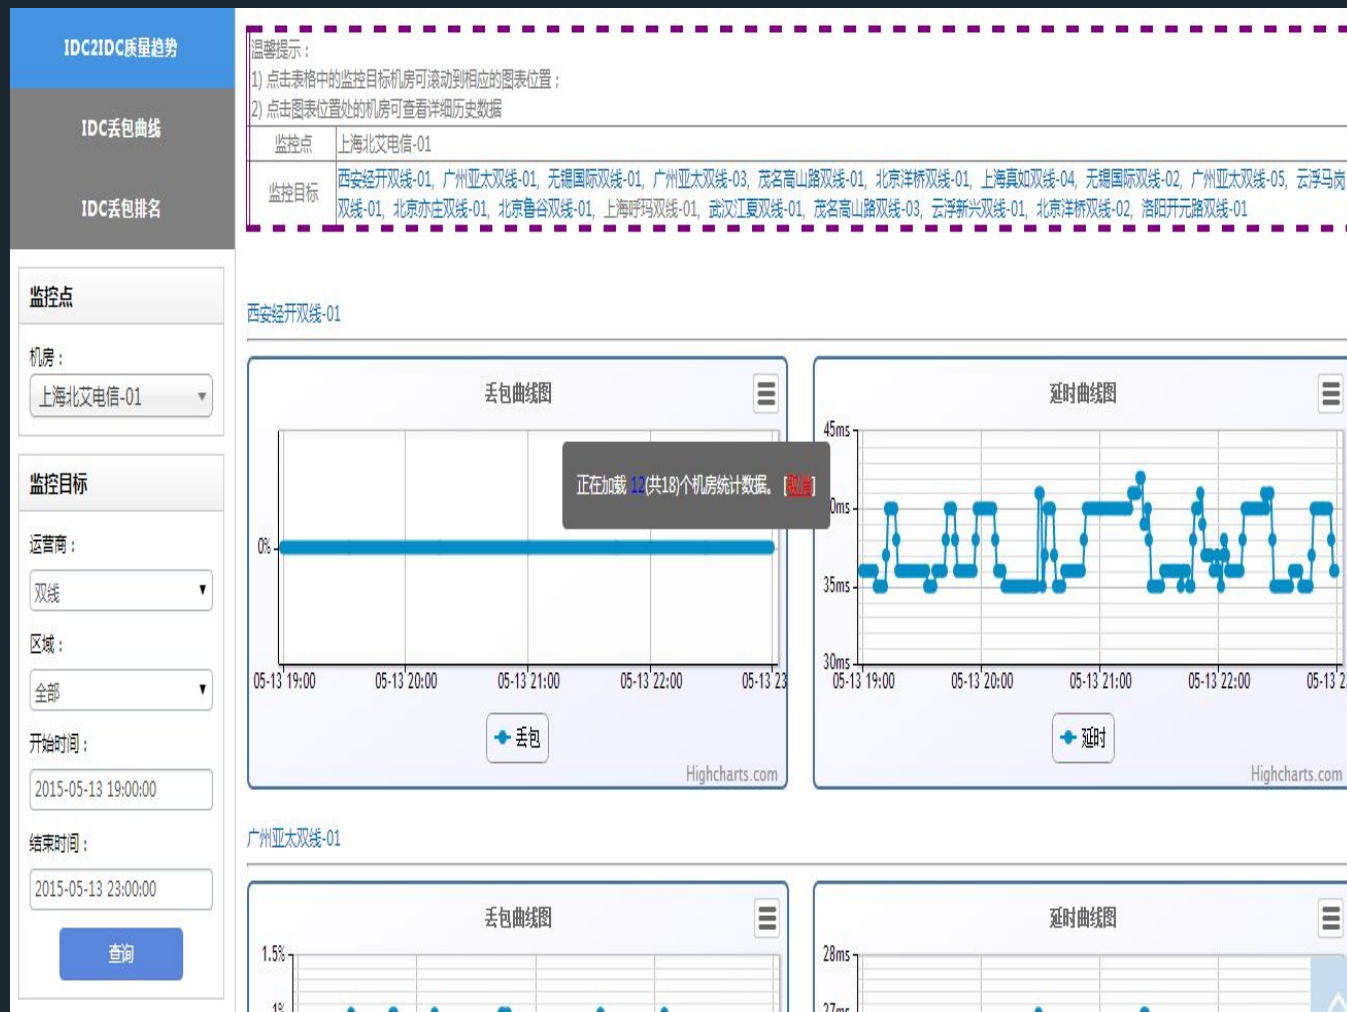 IDC2IDC质量趋势
IDC丢包曲线
IDC丢包排名
监控点
机房：
上海北艾电信-01
监控目标
运营商：
双线
区域：
全部
开始时间：
2015-05-13 19:00:00
结束时间：
2015-05-13 23:00:00
查询
温馨提示：
1) 点击表格中的监控目标机房可滚动到相应的图表位置；
2) 点击图表位置处的机房可查看详细历史数据
监控点 上海北艾电信-01
监控目标
西安经开双线-01, 广州亚太双线-01, 无锡国际双线-01, 广州亚太双线-03, 茂名高山路双线-01, 北京洋桥双线-01, 上海真如双线-04, 无锡国际双线-02, 广州亚太双线-05, 云浮马岗
双线-01, 北京亦庄双线-01, 北京鲁谷双线-01, 上海呼玛双线-01, 武汉江夏双线-01, 茂名高山路双线-03, 云浮新兴双线-01, 北京洋桥双线-02, 洛阳开元路双线-01
西安经开双线-01
丢包曲线图
0%
05-13 19:00 05-13 20:00 05-13 21:00 05-13 22:00 05-13 23
丢包
Highcharts.com
正在加载 12(共18)个机房统计数据。 [取消]
延时曲线图
45ms
0ms
35ms
30ms
05-13 19:00 05-13 20:00 05-13 21:00 05-13 22:00 05-13 2
延时
Highcharts.com
广州亚太双线-01
丢包曲线图
1.5%
1%
延时曲线图
28ms
27ms